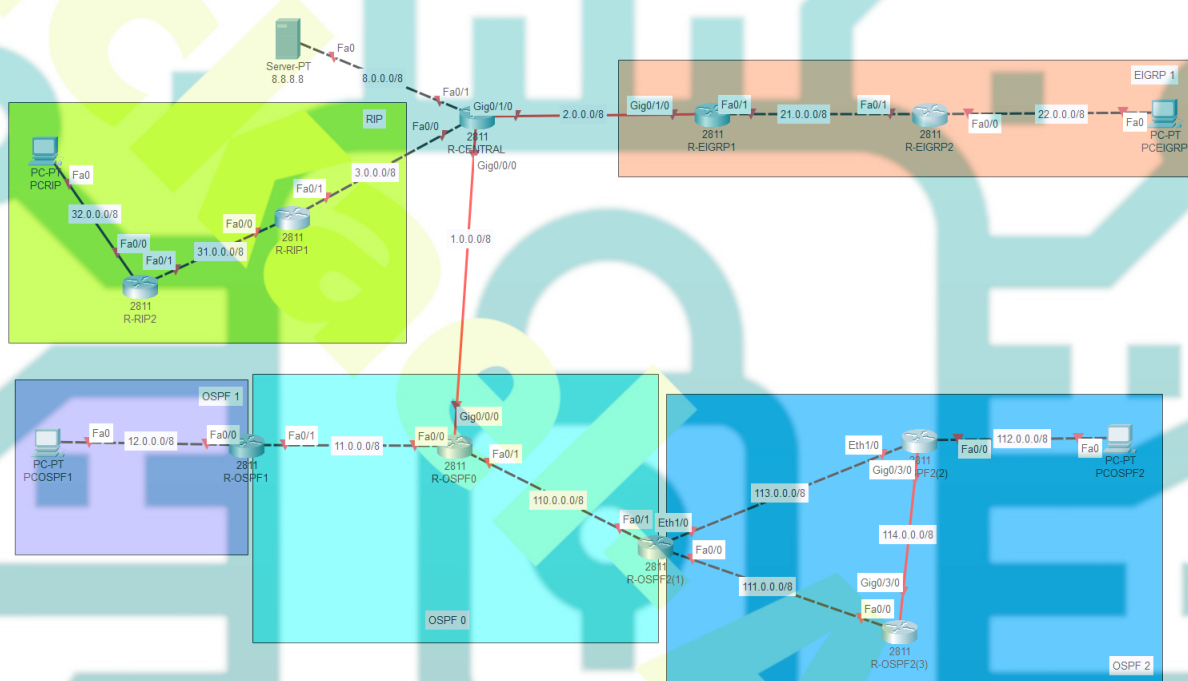 Fa0
Server-PT
8.8.8.8
8.0.0.0/8
EIGRP 1
Fa0/1
Gig0/1/0
2.0.0.0/8
Gig0/1/0
Fa0/1
21.0.0.0/8
Fa0/1
22.0.0.0/8
RIP
Fa0/0
2811
R-CENTRAL
2811
R-EIGRP1
2811
R-EIGRP2
Fa0/0
Fa0
PC-PT
PCEIGRP
PC-PT
PCRIP
Fa0
3.0.0.0/8
Gig0/0/0
Fa0/1
32.0.0.0/8
Fa0/0
Fa0/0
31.0.0.0/8
2811
R-RIP1
1.0.0.0/8
Fa0/1
2811
R-RIP2
OSPF 1
Gig0/0/0
Fa0
12.0.0.0/8
Fa0/0
Fa0/1
11.0.0.0/8
Fa0/0
Fa0/1
PC-PT
PCOSPF1
2811
R-OSPF1
2811
R-OSPF0
Eth1/0
112.0.0.0/8
Fa0/0
Fa0
Gig0/3/0
PF2(2)
PC-PT
PCOSPF2
110.0.0.0/8
113.0.0.0/8
Fa0/1
Eth1/0
Fa0/0
114.0.0.0/8
2811
R-OSPF2(1)
111.0.0.0/8
Gig0/3/0
Fa0/0
OSPF 0
2811
R-OSPF2(3)
OSPF 2